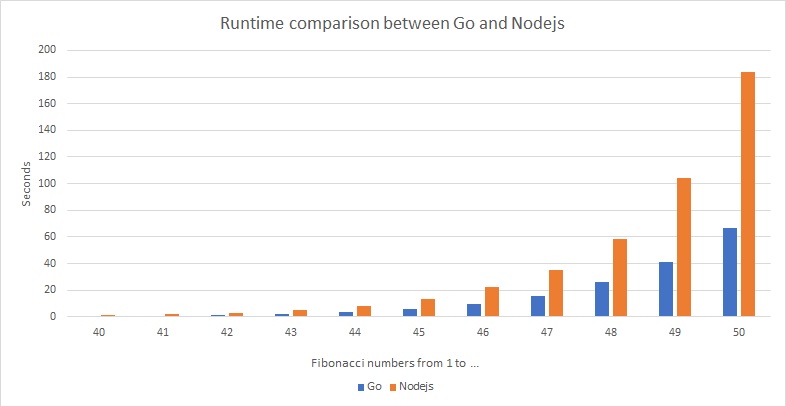 Runtime comparison between Go and Nodejs
200
180
160
140
120
100
80
60
40
20
0
Seconds
40 41 42 43 44 45 46 47 48 49 50
Fibonacci numbers from 1 to ...
Go Nodejs